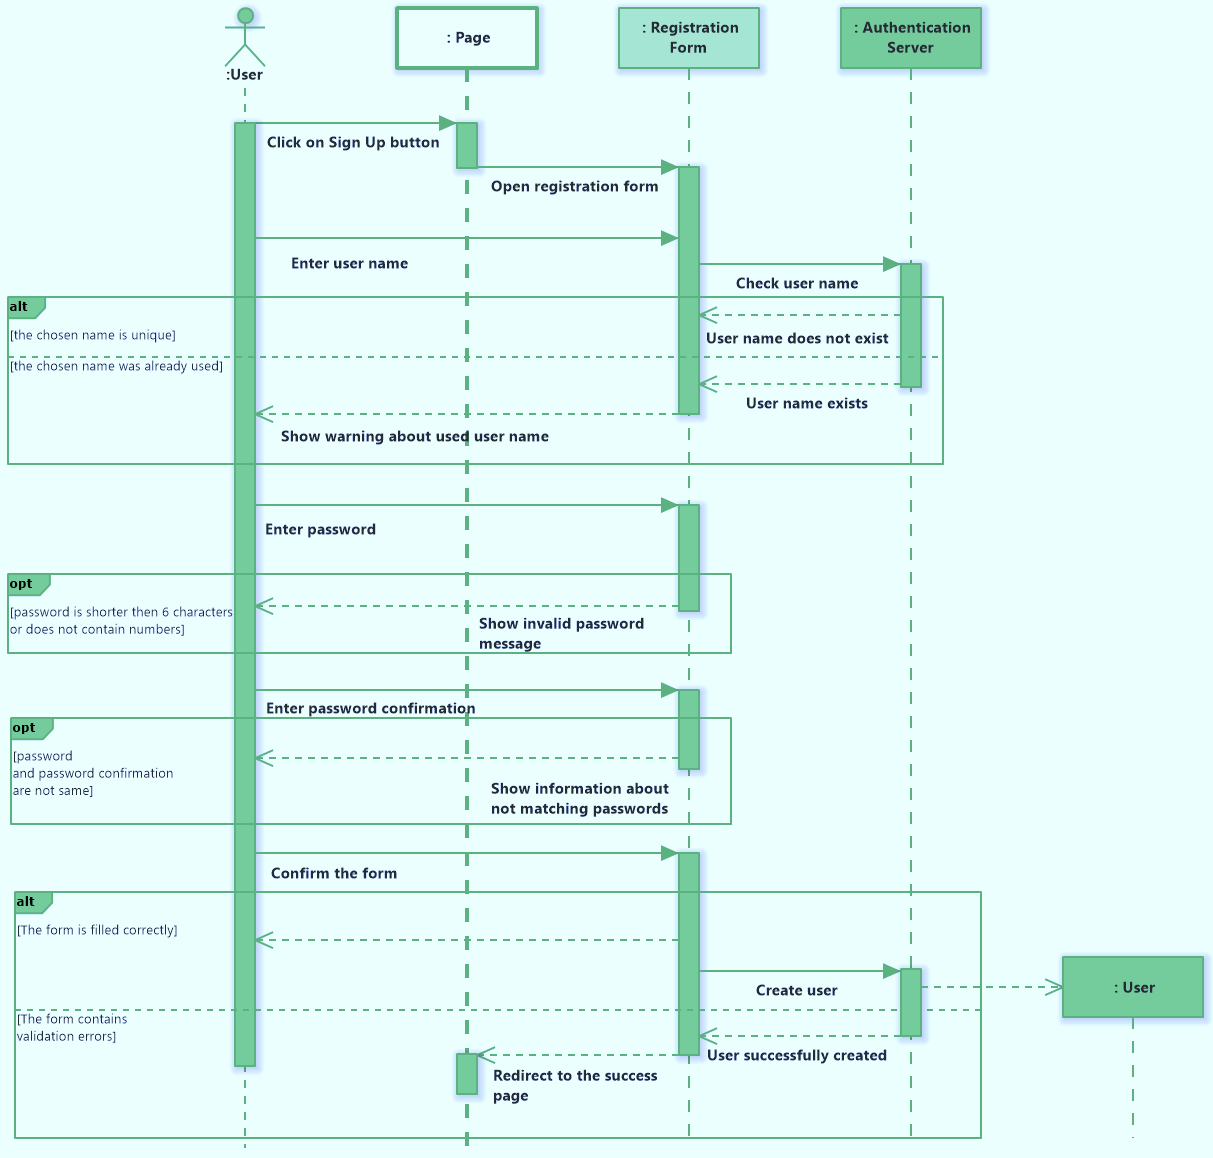 :User
: Page
: Registration
Form
: Authentication
Server
Click on Sign Up button
Open registration form
Enter user name
Check user name
alt
[the chosen name is unique]
User name does not exist
[the chosen name was already used]
User name exists
Show warning about used user name
Enter password
opt
[password is shorter then 6 characters
or does not contain numbers]
Show invalid password
message
Enter password confirmation
opt
[password
and password confirmation
are not same]
Show information about
not matching passwords
Confirm the form
alt
[The form is filled correctly]
Create user
: User
[The form contains
validation errors]
User successfully created
Redirect to the success
page